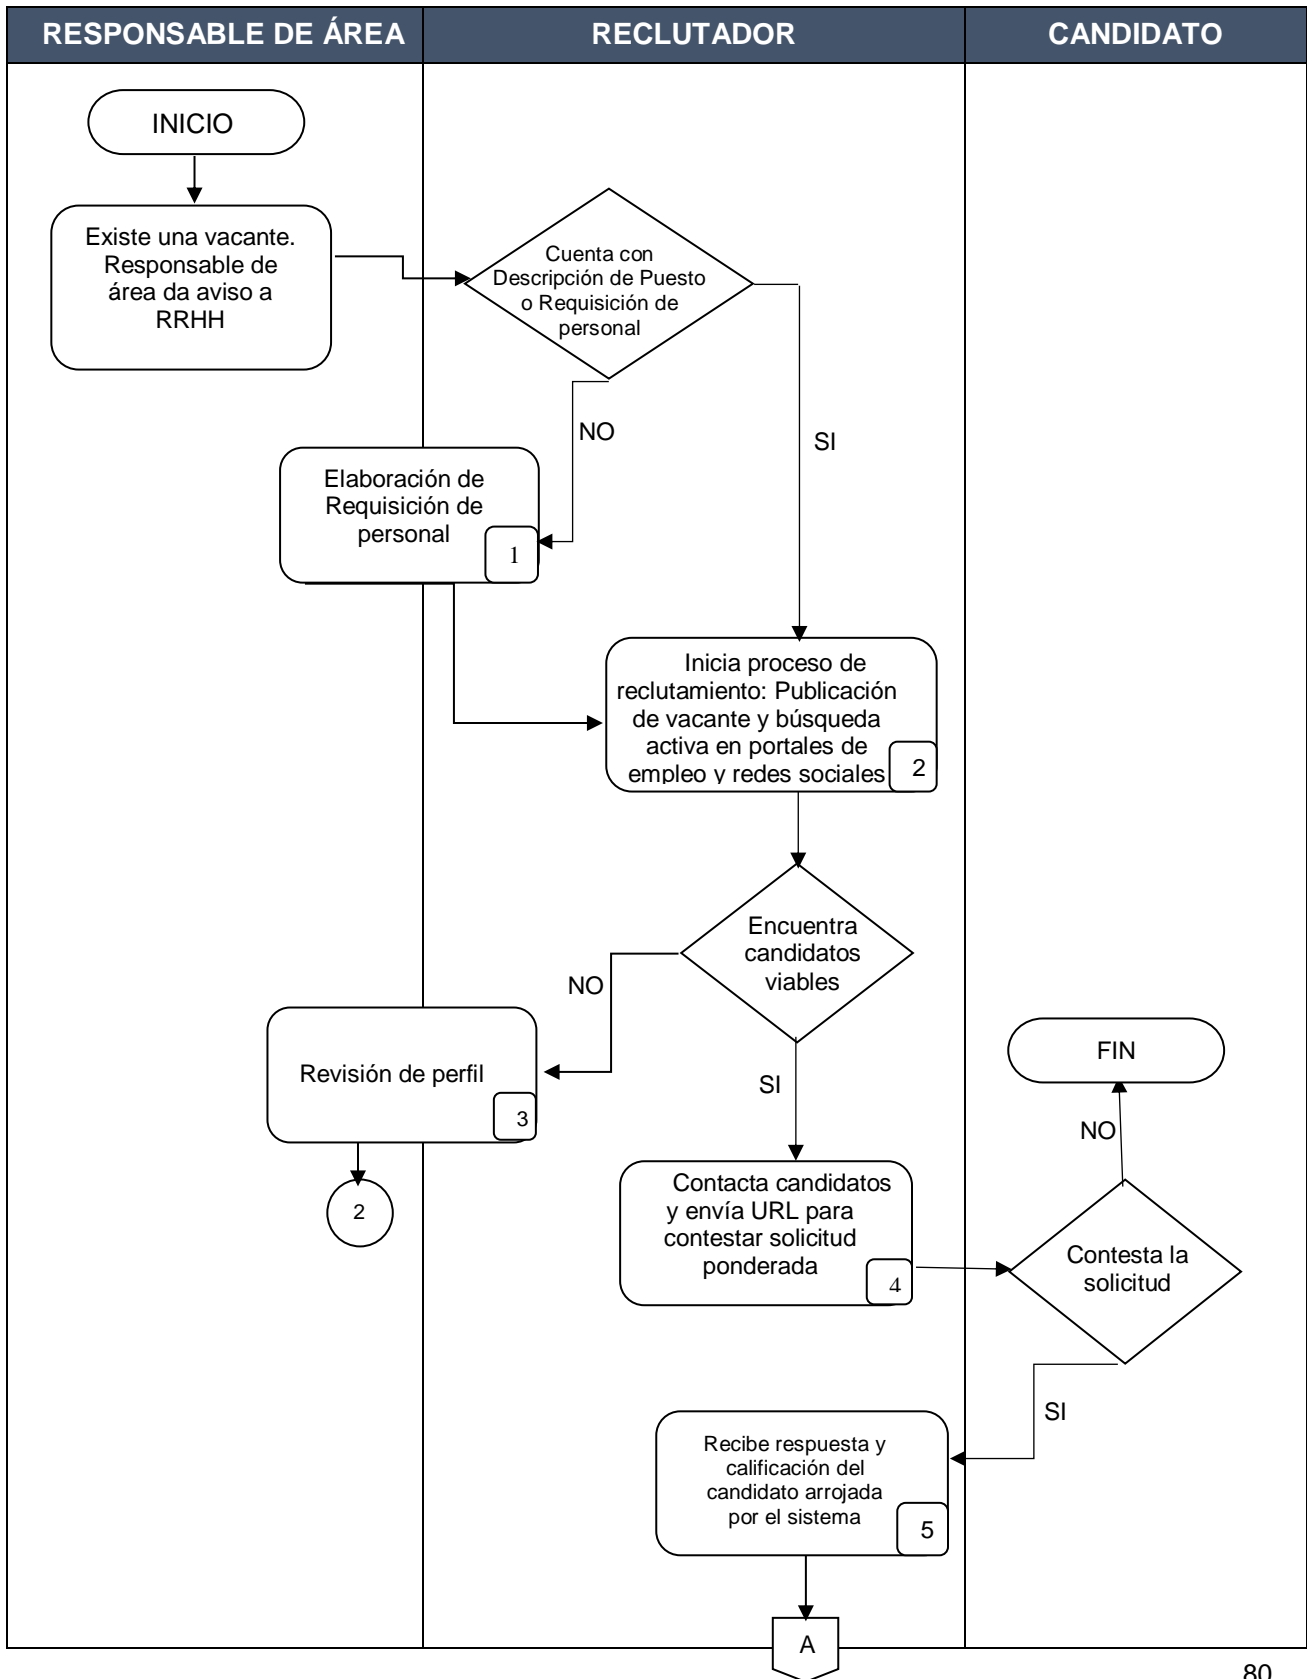 RESPONSABLE DE ÁREA
RECLUTADOR
CANDIDATO
INICIO
Existe una vacante.
Responsable de
área da aviso a
RRHH
Cuenta con
Descripción de Puesto
o Requisición de
personal
NO
SI
Elaboración de
Requisición de
personal
1
Inicia proceso de
reclutamiento: Publicación
de vacante y búsqueda
activa en portales de
empleo y redes sociales
2
Encuentra
candidatos
viables
NO
SI
Revisión de perfil
3
2
FIN
NO
Contacta candidatos
y envía URL para
contestar solicitud
ponderada
4
Contesta la
solicitud
SI
Recibe respuesta y
calificación del
candidato arrojada
por el sistema
5
A
80